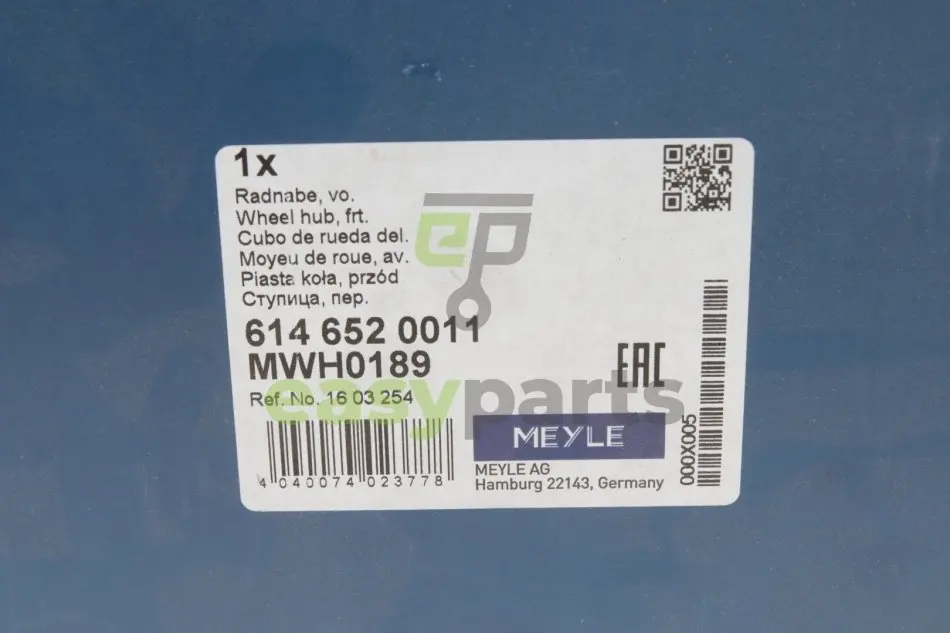 1x
Radnabe, vo.
Wheel hub, frt.
Cubo de rueda del.
Moyeu de roue, av.
Piasta koła, przód
Ступица, пер.
614 652 0011
MWH0189
Ref. No. 16 03 254
4 040074 023778
EAC
MEYLE
MEYLE AG
Hamburg 22143, Germany
000X005
ep
easyparts